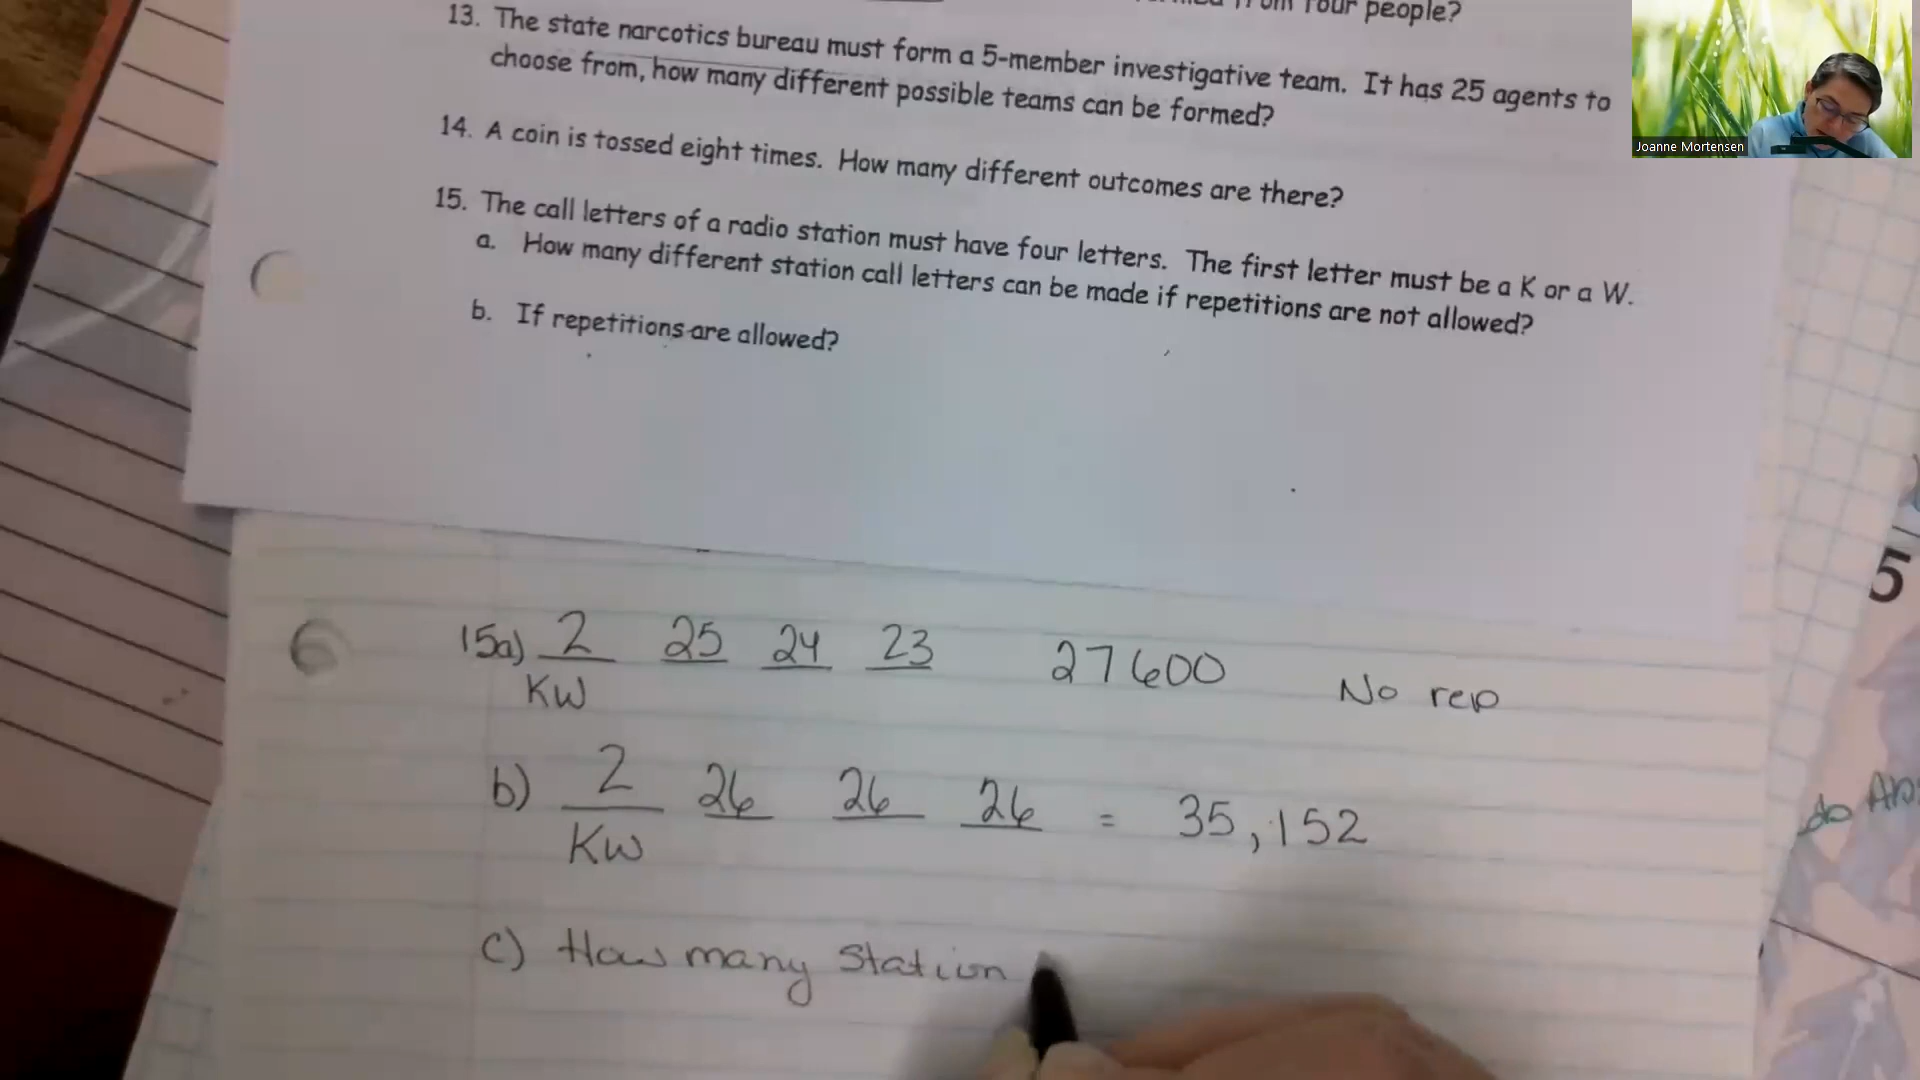 from four people?
13. The state narcotics bureau must form a 5-member investigative team. It has 25 agents to
choose from, how many different possible teams can be formed?
14. A coin is tossed eight times. How many different outcomes are there?
15. The call letters of a radio station must have four letters. The first letter must be a K or a W.
a. How many different station call letters can be made if repetitions are not allowed?
b. If repetitions are allowed?
Joanne Mortensen
15a) 2 25 24 23 27600 No rep
KW
b) 2 26 26 26 = 35,152
KW
c) How many station
5